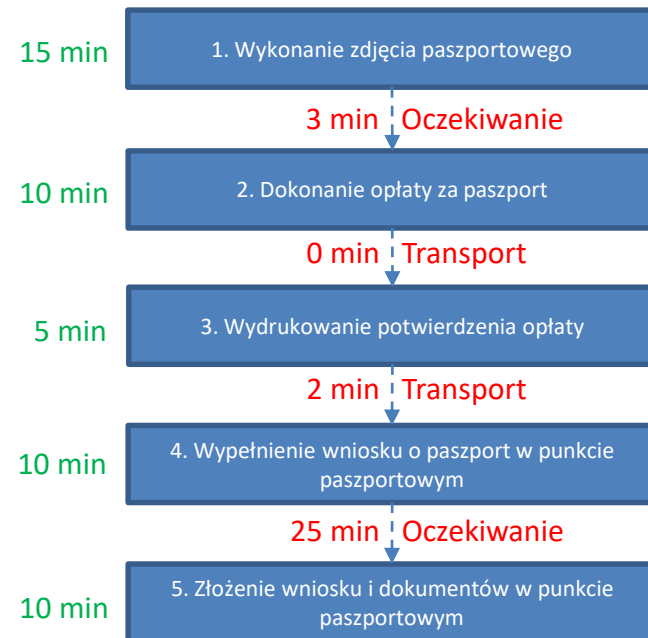 15 min
1. Wykonanie zdjęcia paszportowego
3 min Oczekiwanie
10 min
2. Dokonanie opłaty za paszport
0 min Transport
5 min
3. Wydrukowanie potwierdzenia opłaty
2 min Transport
10 min
4. Wypełnienie wniosku o paszport w punkcie
paszportowym
25 min Oczekiwanie
10 min
5. Złożenie wniosku i dokumentów w punkcie
paszportowym